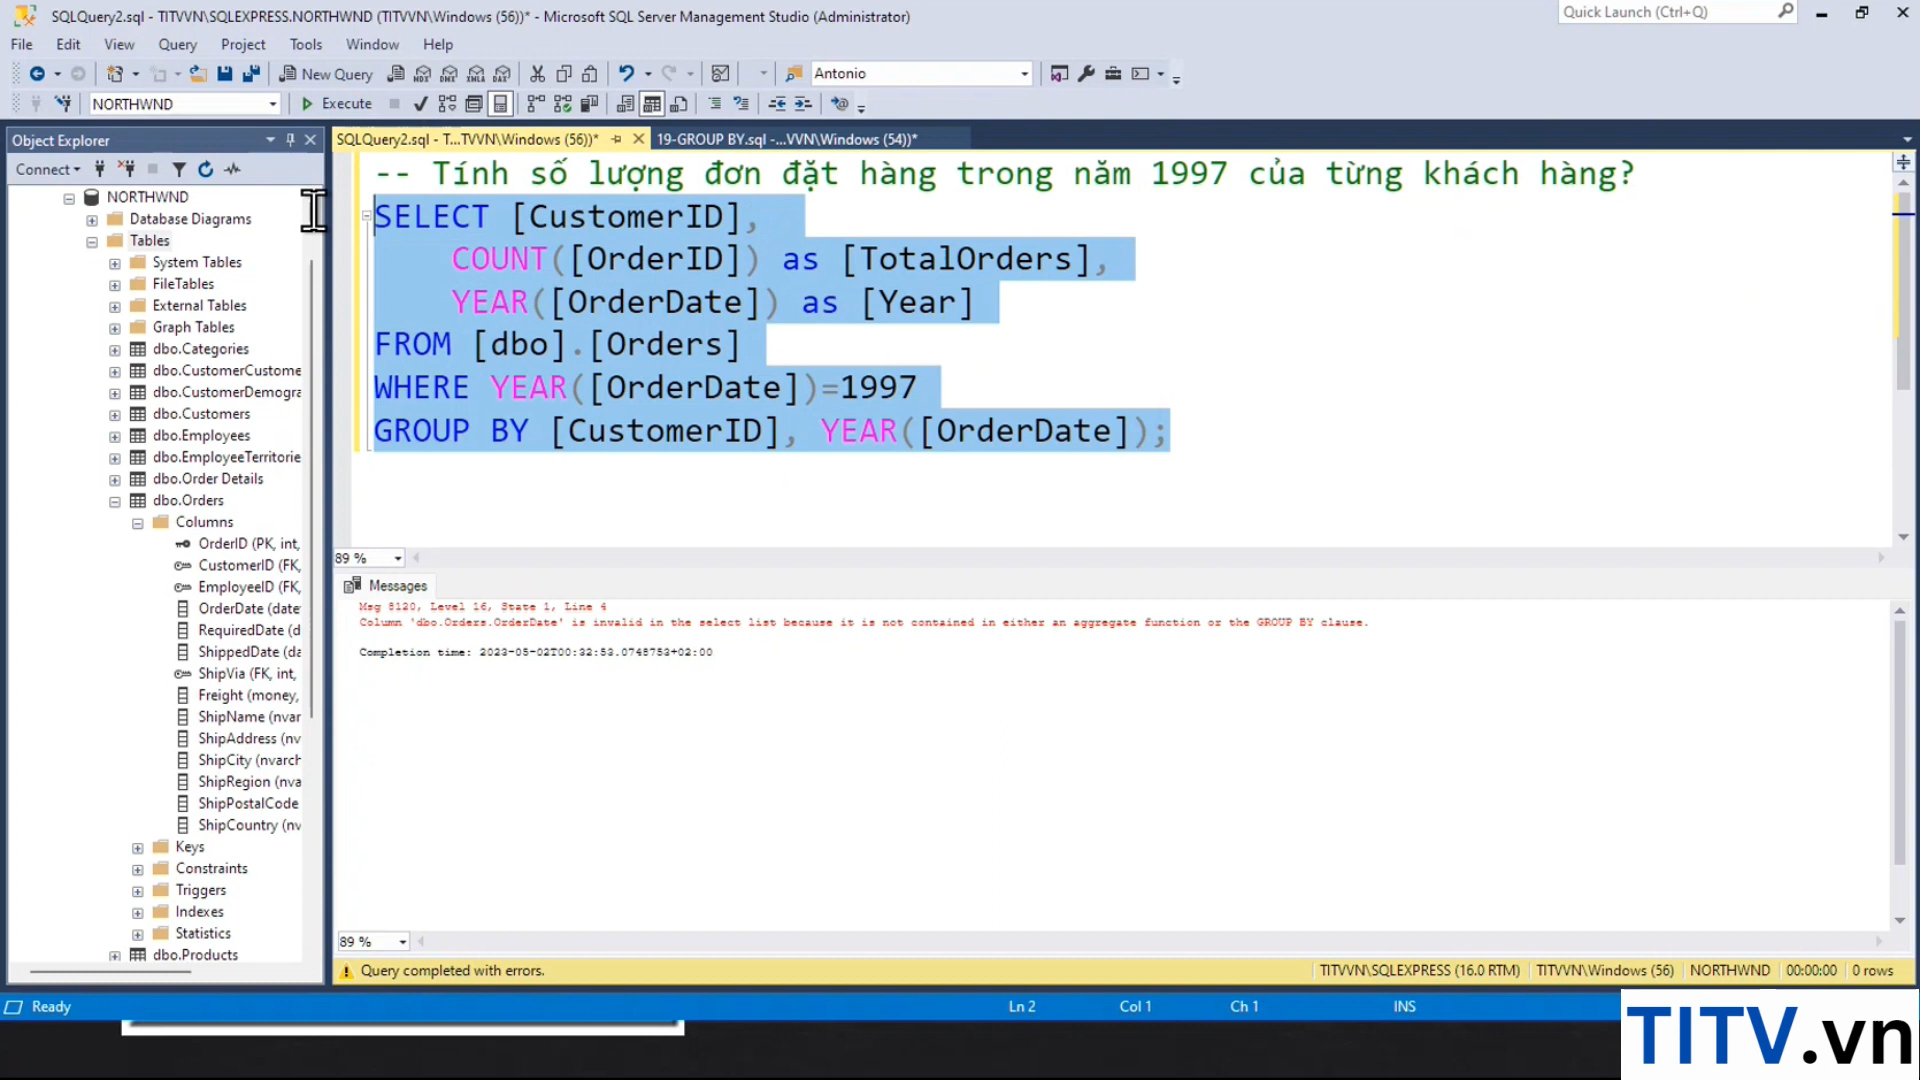 SQLQuery2.sql - TITVVN\SQLEXPRESS.NORTHWND (TITVVN\Windows (56))* - Microsoft SQL Server Management Studio (Administrator)
Quick Launch (Ctrl+Q)
File Edit View Query Project Tools Window Help
New Query
Antonio
NORTHWND
Execute
Object Explorer
SQLQuery2.sql - T...TVVN\Windows (56))*
19-GROUP BY.sql -...VVN\Windows (54))*
Connect
NORTHWND
Database Diagrams
Tables
System Tables
FileTables
External Tables
Graph Tables
dbo.Categories
dbo.CustomerCustome
dbo.CustomerDemogra
dbo.Customers
dbo.Employees
dbo.EmployeeTerritorie
dbo.Order Details
dbo.Orders
Columns
OrderID (PK, int,
CustomerID (FK,
EmployeeID (FK,
OrderDate (date
RequiredDate (d
ShippedDate (da
ShipVia (FK, int,
Freight (money,
ShipName (nvar
ShipAddress (nv
ShipCity (nvarch
ShipRegion (nva
ShipPostalCode
ShipCountry (nv
Keys
Constraints
Triggers
Indexes
Statistics
dbo.Products
-- Tính số lượng đơn đặt hàng trong năm 1997 của từng khách hàng?
SELECT [CustomerID],
COUNT([OrderID]) as [TotalOrders],
YEAR([OrderDate]) as [Year]
FROM [dbo].[Orders]
WHERE YEAR([OrderDate])=1997
GROUP BY [CustomerID], YEAR([OrderDate]);
89 %
Messages
Msg 8120, Level 16, State 1, Line 4
Column 'dbo.Orders.OrderDate' is invalid in the select list because it is not contained in either an aggregate function or the GROUP BY clause.
Completion time: 2023-05-02T00:32:53.0748753+02:00
89 %
Query completed with errors.
TITVVN\SQLEXPRESS (16.0 RTM) TITVVN\Windows (56) NORTHWND 00:00:00 0 rows
Ready
Ln 2 Col 1 Ch 1 INS
TITV.vn